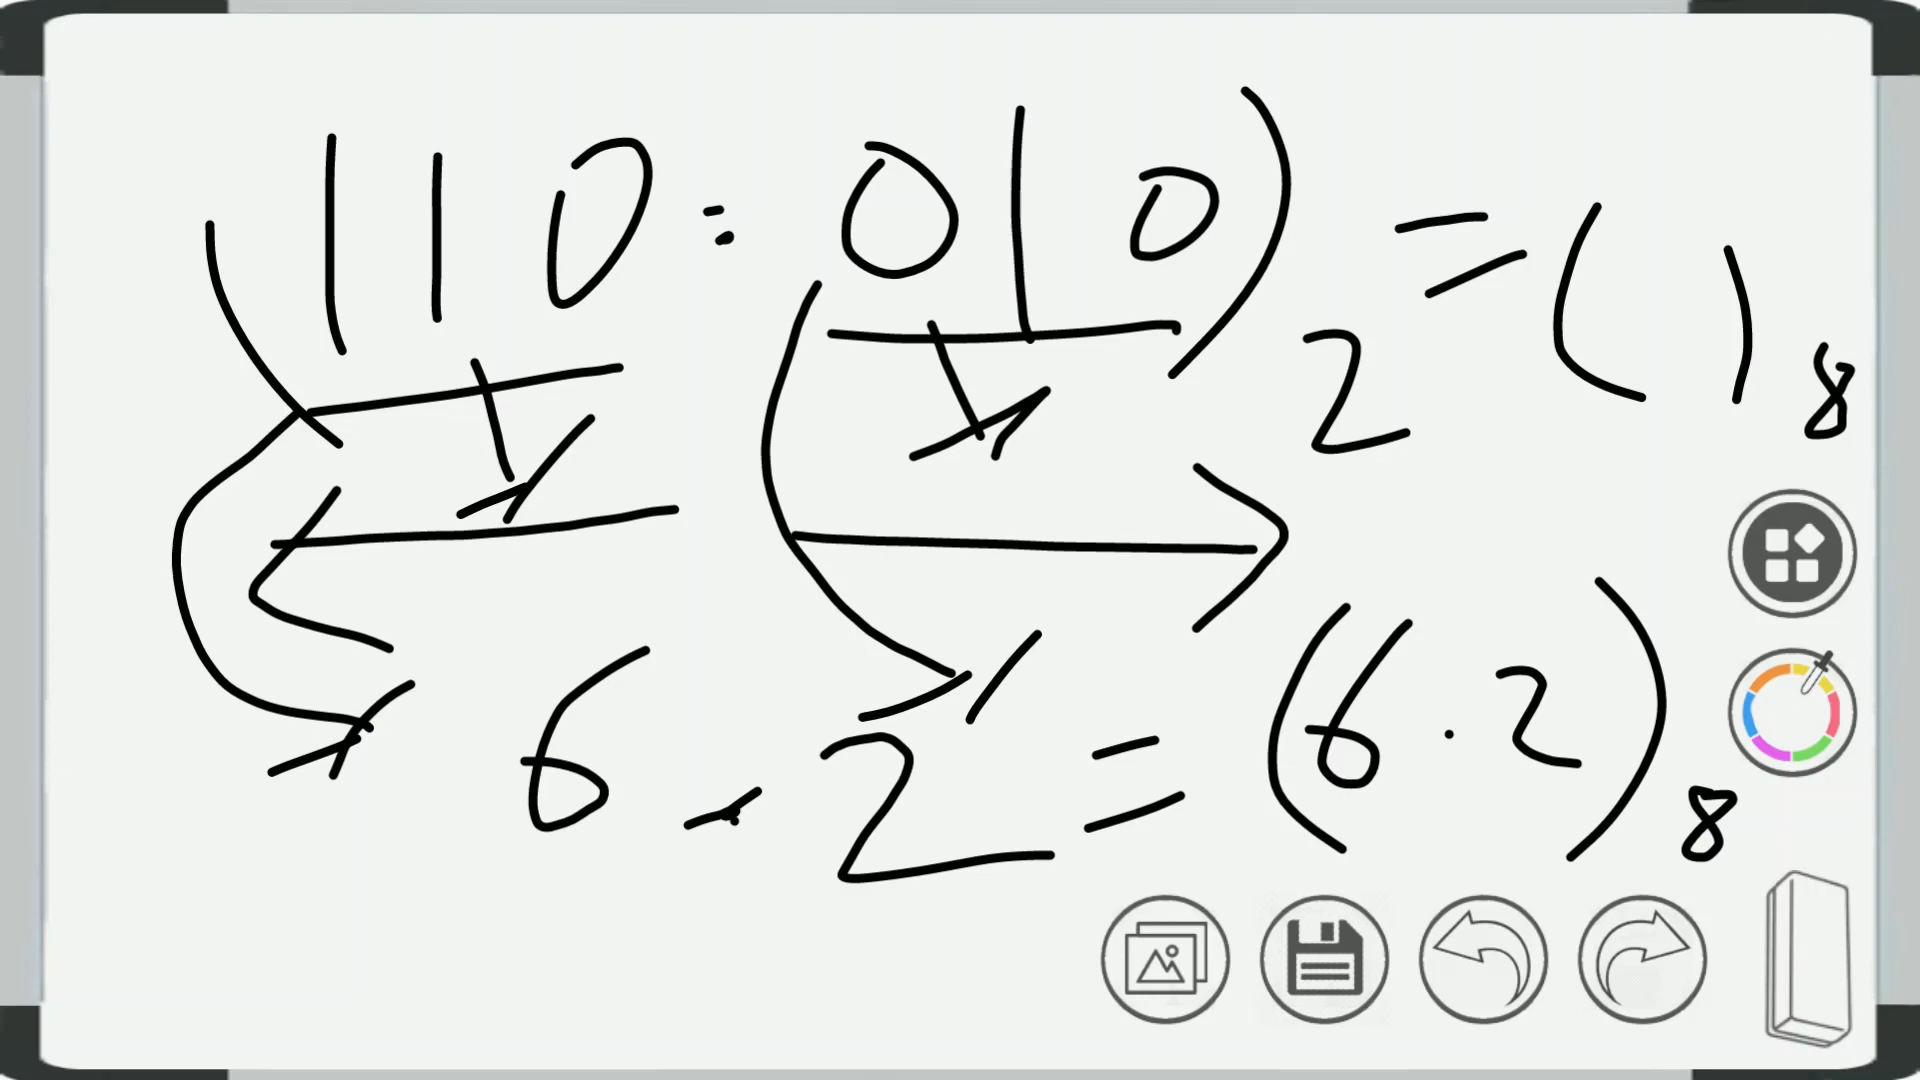 (110.010)2 = ( )8
6.2 = (6.2)8